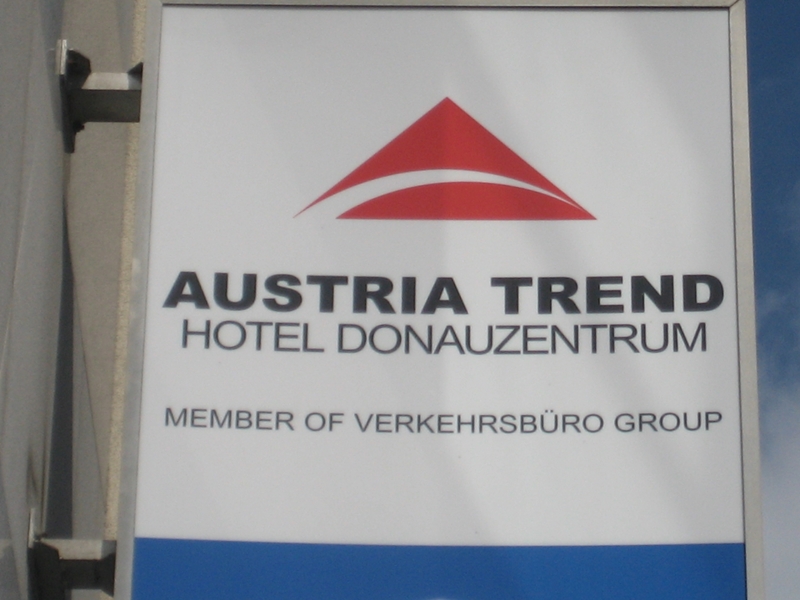 AUSTRIA TREND
HOTEL DONAUZENTRUM
MEMBER OF VERKEHRSBÜRO GROUP